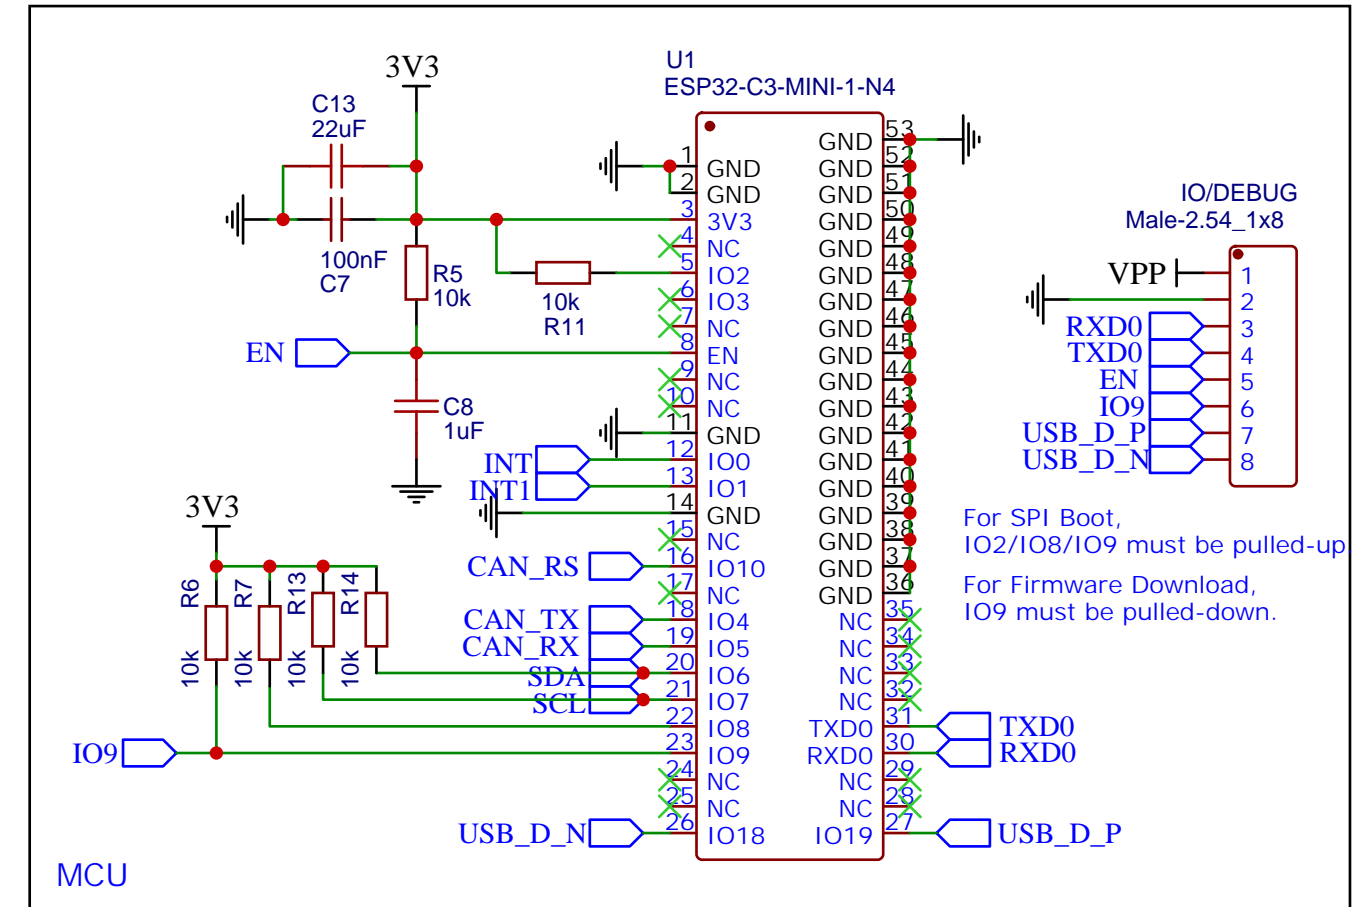 U1
ESP32-C3-MINI-1-N4
3V3
C13
22uF
100nF
C7
R5
10k
10k
R11
EN
C8
1uF
INT
INT1
3V3
CAN_RS
R6
R7
R13
R14
10k
10k
10k
10k
CAN_TX
CAN_RX
SDA
SCL
IO9
USB_D_N
MCU
1 GND
2 GND
3 3V3
4 NC
5 IO2
6 IO3
7 NC
8 EN
9 NC
10 NC
11 GND
12 IO0
13 IO1
14 GND
15 NC
16 IO10
17 NC
18 IO4
19 IO5
20 IO6
21 IO7
22 IO8
23 IO9
24 NC
25 NC
26 IO18
GND 53
GND 52
GND 51
GND 50
GND 49
GND 48
GND 47
GND 46
GND 45
GND 44
GND 43
GND 42
GND 41
GND 40
GND 39
GND 38
GND 37
GND 36
NC 35
NC 34
NC 33
NC 32
TXD0 31
RXD0 30
NC 29
NC 28
IO19 27
TXD0
RXD0
USB_D_P
IO/DEBUG
Male-2.54_1x8
VPP 1
2
RXD0 3
TXD0 4
EN 5
IO9 6
USB_D_P 7
USB_D_N 8
For SPI Boot,
IO2/IO8/IO9 must be pulled-up.
For Firmware Download,
IO9 must be pulled-down.